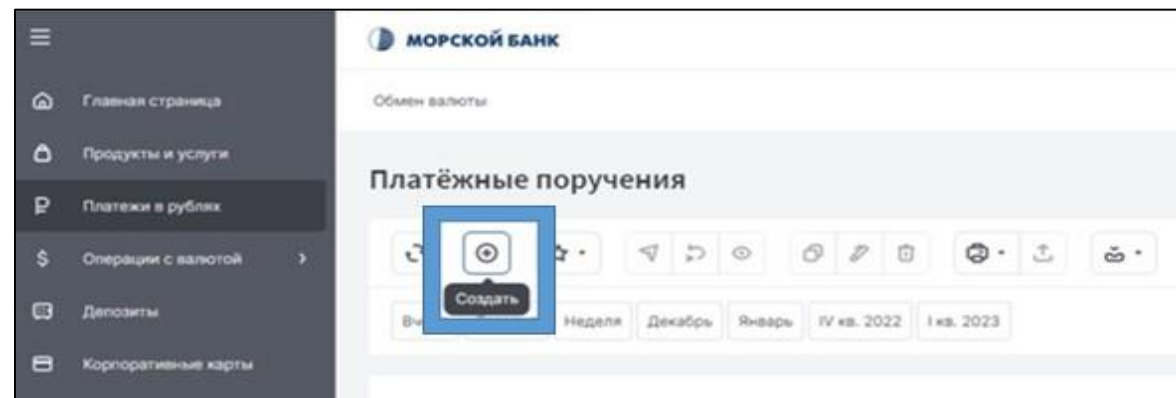 МОРСКОЙ БАНК
Главная страница
Обмен валюты
Продукты и услуги
Платёжные поручения
Платежи в рублях
Операции с валютой
Создать
Неделя Декабрь Январь IV кв. 2022 I кв. 2023
Депозиты
Корпоративные карты